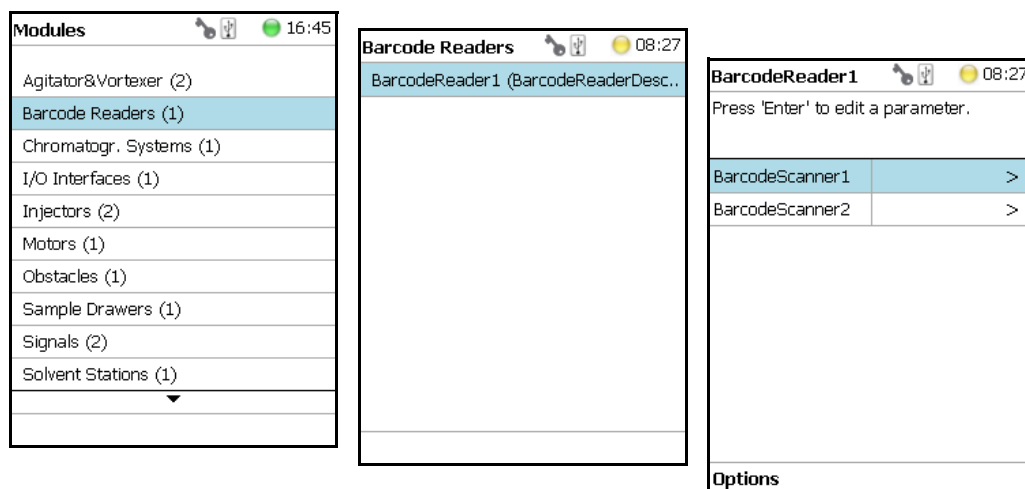 Modules 16:45
Agitator&Vortexer (2)
Barcode Readers (1)
Chromatogr. Systems (1)
I/O Interfaces (1)
Injectors (2)
Motors (1)
Obstacles (1)
Sample Drawers (1)
Signals (2)
Solvent Stations (1)
Barcode Readers 08:27
BarcodeReader1 (BarcodeReaderDesc..
BarcodeReader1 08:27
Press 'Enter' to edit a parameter.
BarcodeScanner1 >
BarcodeScanner2 >
Options